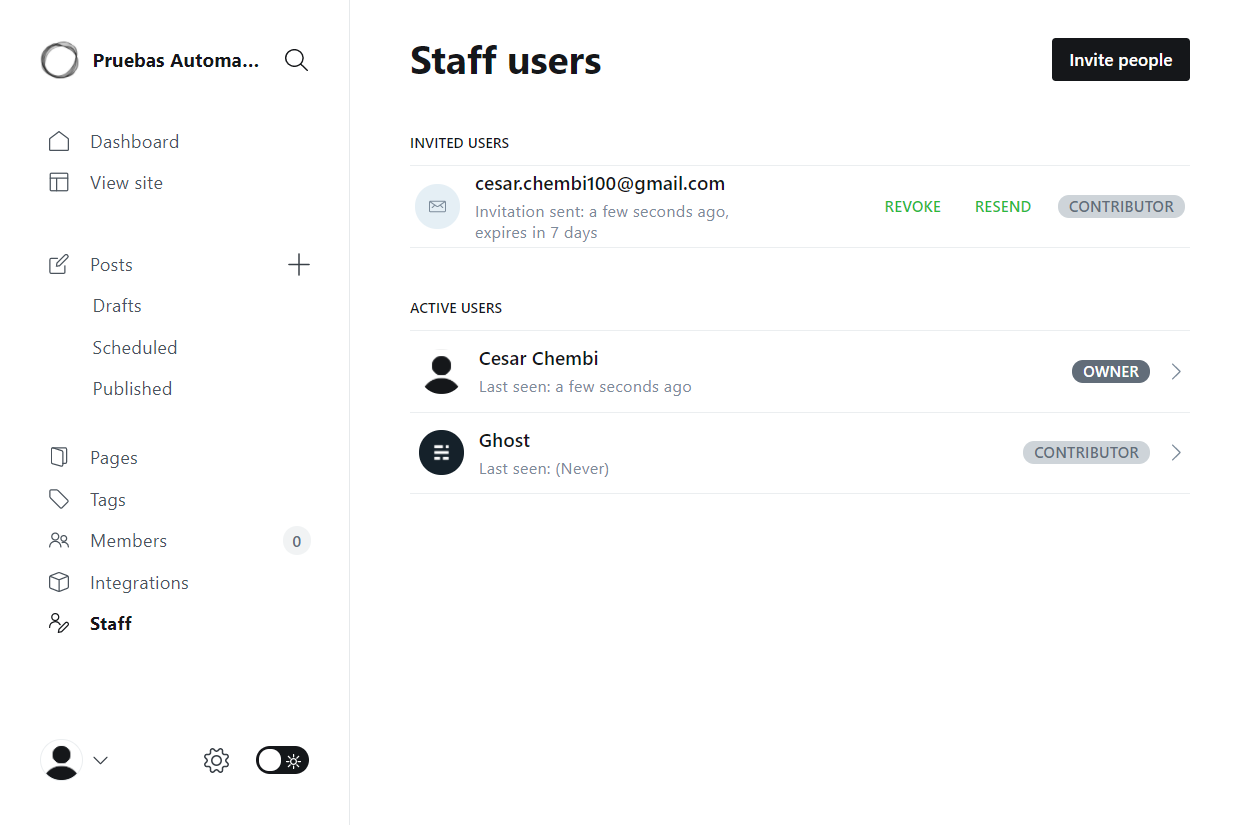 Pruebas Automa...
Dashboard
View site
Posts
Drafts
Scheduled
Published
Pages
Tags
Members
0
Integrations
Staff
Staff users
Invite people
INVITED USERS
cesar.chembi100@gmail.com
Invitation sent: a few seconds ago,
expires in 7 days
REVOKE
RESEND
CONTRIBUTOR
ACTIVE USERS
Cesar Chembi
Last seen: a few seconds ago
OWNER
Ghost
Last seen: (Never)
CONTRIBUTOR